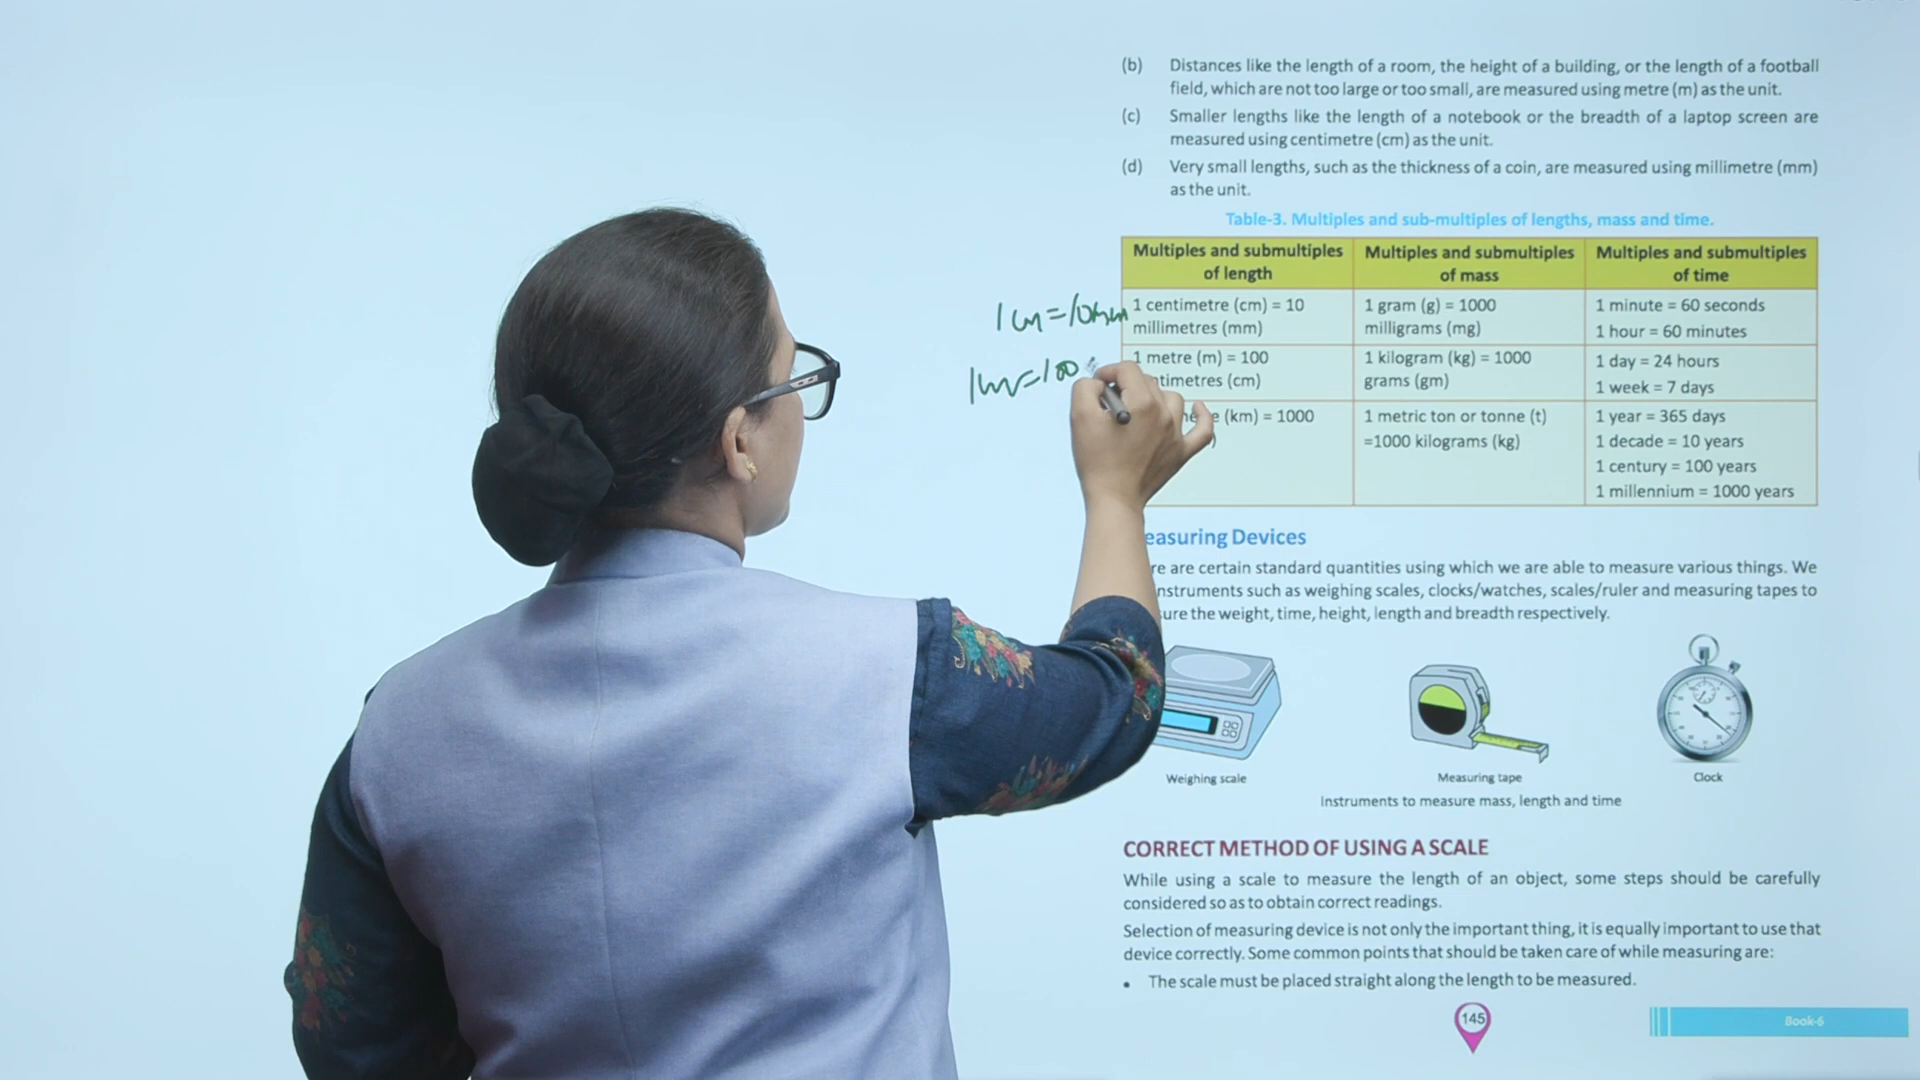 (b) Distances like the length of a room, the height of a building, or the length of a football
field, which are not too large or too small, are measured using metre (m) as the unit.
(c) Smaller lengths like the length of a notebook or the breadth of a laptop screen are
measured using centimetre (cm) as the unit.
(d) Very small lengths, such as the thickness of a coin, are measured using millimetre (mm)
as the unit.
Table-3. Multiples and sub-multiples of lengths, mass and time.
Multiples and submultiples
of length
Multiples and submultiples
of mass
Multiples and submultiples
of time
1 cm = 10mm
1 centimetre (cm) = 10
millimetres (mm)
1 gram (g) = 1000
milligrams (mg)
1 minute = 60 seconds
1 hour = 60 minutes
1m = 100
1 metre (m) = 100
timetres (cm)
1 kilogram (kg) = 1000
grams (gm)
1 day = 24 hours
1 week = 7 days
e (km) = 1000
1 metric ton or tonne (t)
=1000 kilograms (kg)
1 year = 365 days
1 decade = 10 years
1 century = 100 years
1 millennium = 1000 years
easuring Devices
re are certain standard quantities using which we are able to measure various things. We
nstruments such as weighing scales, clocks/watches, scales/ruler and measuring tapes to
ure the weight, time, height, length and breadth respectively.
Weighing scale
Measuring tape
Clock
Instruments to measure mass, length and time
CORRECT METHOD OF USING A SCALE
While using a scale to measure the length of an object, some steps should be carefully
considered so as to obtain correct readings.
Selection of measuring device is not only the important thing, it is equally important to use that
device correctly. Some common points that should be taken care of while measuring are:
• The scale must be placed straight along the length to be measured.
145
Book-6